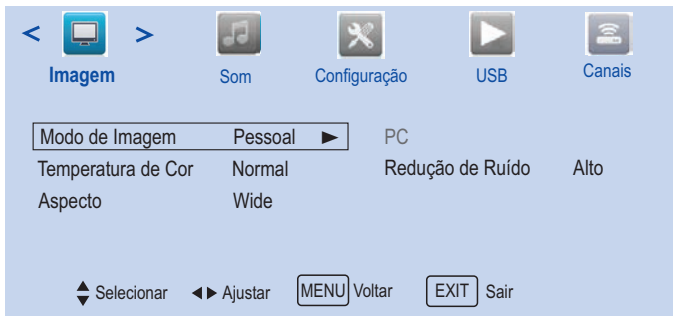 Imagem Som Configuração USB Canais
Modo de Imagem Pessoal PC
Temperatura de Cor Normal Redução de Ruído Alto
Aspecto Wide
Selecionar Ajustar MENU Voltar EXIT Sair